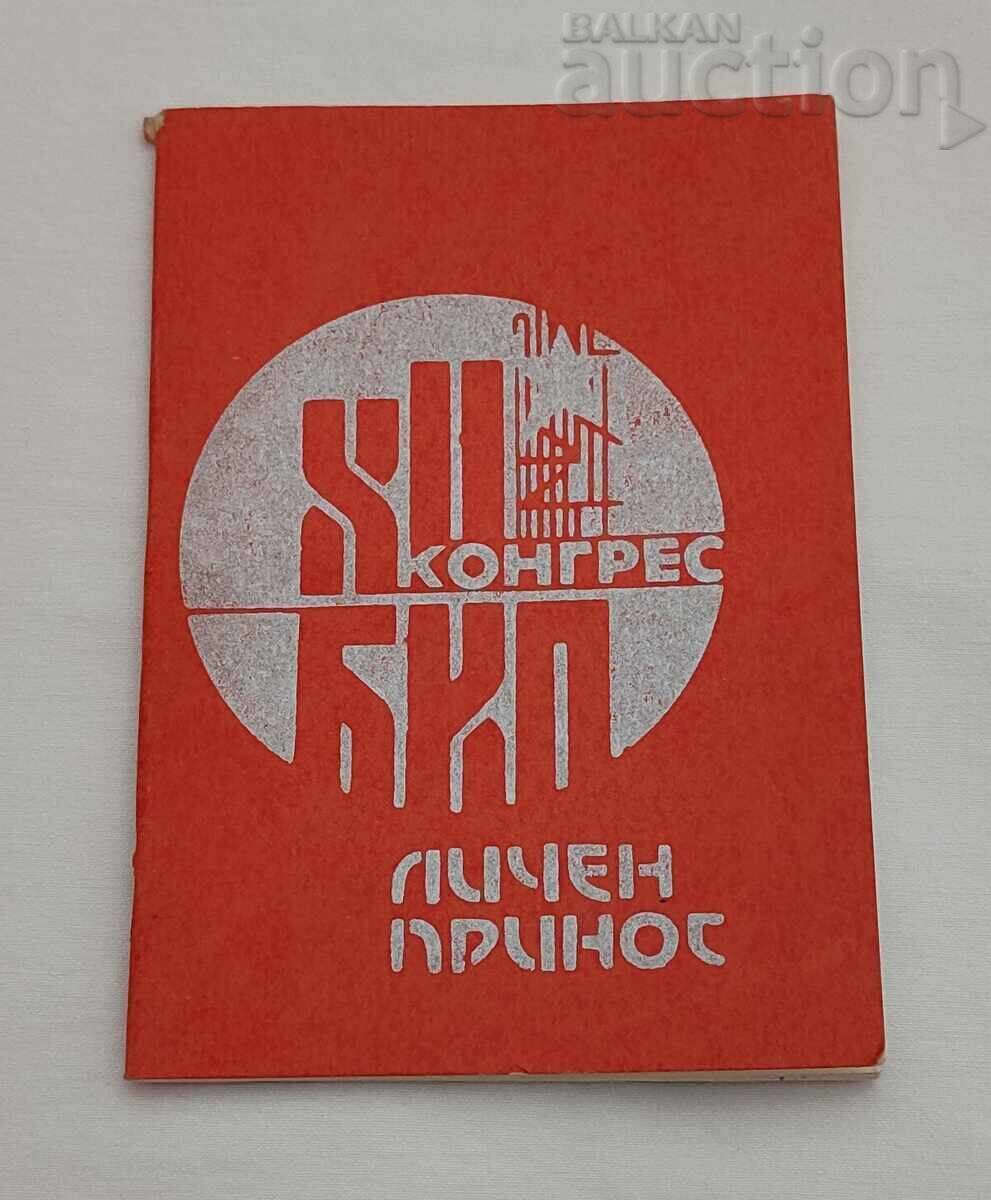 BALKAN
auction
XII
КОНГРЕС
БКП
ЛИЧЕН
ПРИНОС